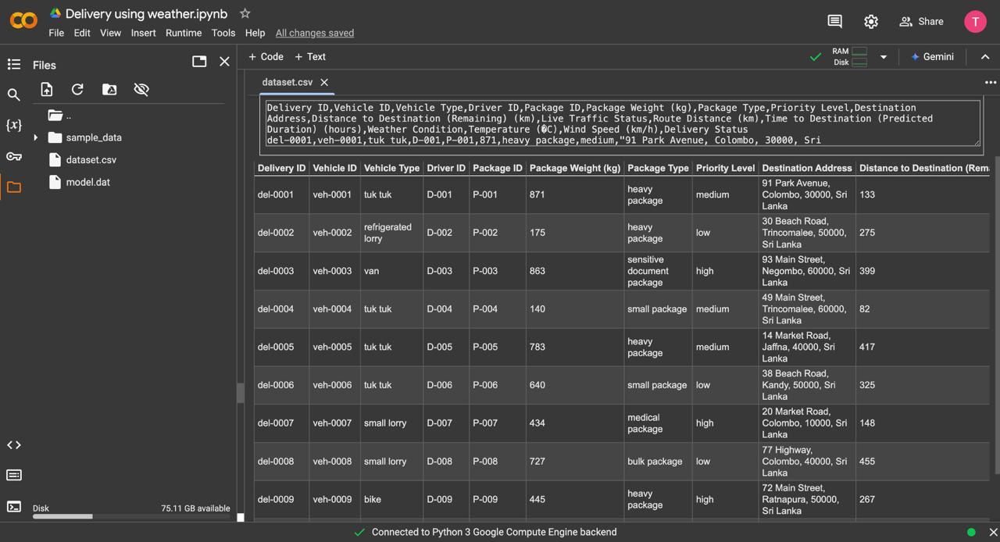 Delivery using weather.ipynb
File Edit View Insert Runtime Tools Help All changes saved
Share
T
Files
+ Code + Text
RAM
Disk
Gemini
dataset.csv
..
sample_data
dataset.csv
model.dat
{x}
Delivery ID,Vehicle ID,Vehicle Type,Driver ID,Package ID,Package Weight (kg),Package Type,Priority Level,Destination
Address,Distance to Destination (Remaining) (km),Live Traffic Status,Route Distance (km),Time to Destination (Predicted
Duration) (hours),Weather Condition,Temperature (�C),Wind Speed (km/h),Delivery Status
del-0001,veh-0001,tuk tuk,D-001,P-001,871,heavy package,medium,"91 Park Avenue, Colombo, 30000, Sri
Delivery ID Vehicle ID Vehicle Type Driver ID Package ID Package Weight (kg) Package Type Priority Level Destination Address Distance to Destination (Rem
del-0001 veh-0001 tuk tuk D-001 P-001 871 heavy package medium 91 Park Avenue, Colombo, 30000, Sri Lanka 133
del-0002 veh-0002 refrigerated lorry D-002 P-002 175 heavy package low 30 Beach Road, Trincomalee, 50000, Sri Lanka 275
del-0003 veh-0003 van D-003 P-003 863 sensitive document package high 93 Main Street, Negombo, 60000, Sri Lanka 399
del-0004 veh-0004 tuk tuk D-004 P-004 140 small package medium 49 Main Street, Trincomalee, 60000, Sri Lanka 82
del-0005 veh-0005 tuk tuk D-005 P-005 783 heavy package medium 14 Market Road, Jaffna, 40000, Sri Lanka 417
del-0006 veh-0006 tuk tuk D-006 P-006 640 small package low 38 Beach Road, Kandy, 50000, Sri Lanka 325
del-0007 veh-0007 small lorry D-007 P-007 434 medical package high 20 Market Road, Colombo, 10000, Sri Lanka 148
del-0008 veh-0008 small lorry D-008 P-008 727 bulk package low 77 Highway, Colombo, 40000, Sri Lanka 455
del-0009 veh-0009 bike D-009 P-009 445 heavy package high 72 Main Street, Ratnapura, 50000, Sri Lanka 267
Disk 75.11 GB available
Connected to Python 3 Google Compute Engine backend